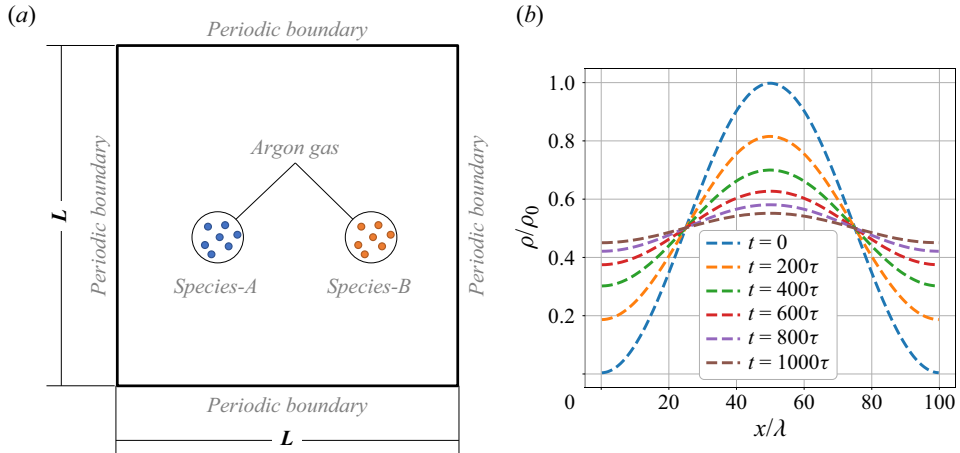 (a)
Periodic boundary
Periodic boundary
L
Argon gas
Species-A
Species-B
Periodic boundary
Periodic boundary
L
(b)
ρ/ρ0
1.0
0.8
0.6
0.4
0.2
0
20
40
60
80
100
x/λ
t = 0
t = 200τ
t = 400τ
t = 600τ
t = 800τ
t = 1000τ